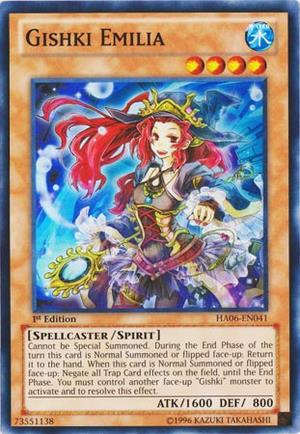 GISHKI EMILIA
水
1st Edition
HA06-EN041
[SPELLCASTER/SPIRIT]
Cannot be Special Summoned. During the End Phase of the
turn this card is Normal Summoned or flipped face-up: Return
it to the hand. When this card is Normal Summoned or flipped
face-up: Negate all Trap Card effects on the field, until the End
Phase. You must control another face-up "Gishki" monster to
activate and to resolve this effect.
ATK/1600 DEF/ 800
73551138
©1996 KAZUKI TAKAHASHI